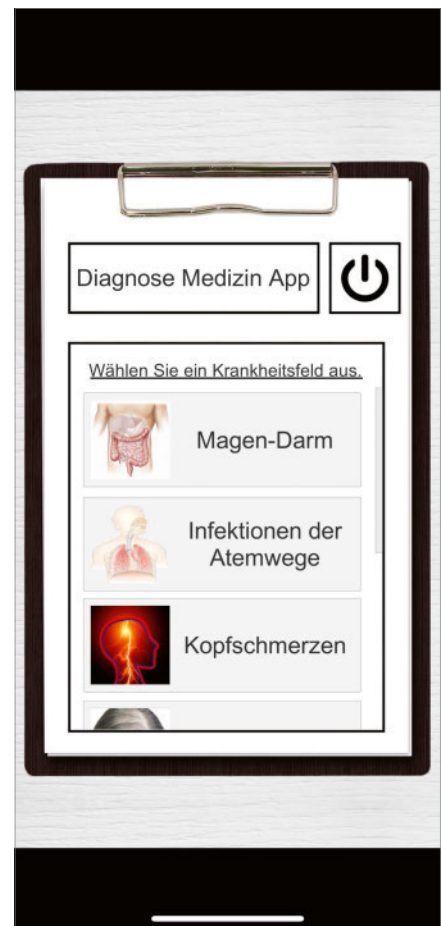 Diagnose Medizin App
Wählen Sie ein Krankheitsfeld aus.
Magen-Darm
Infektionen der
Atemwege
Kopfschmerzen